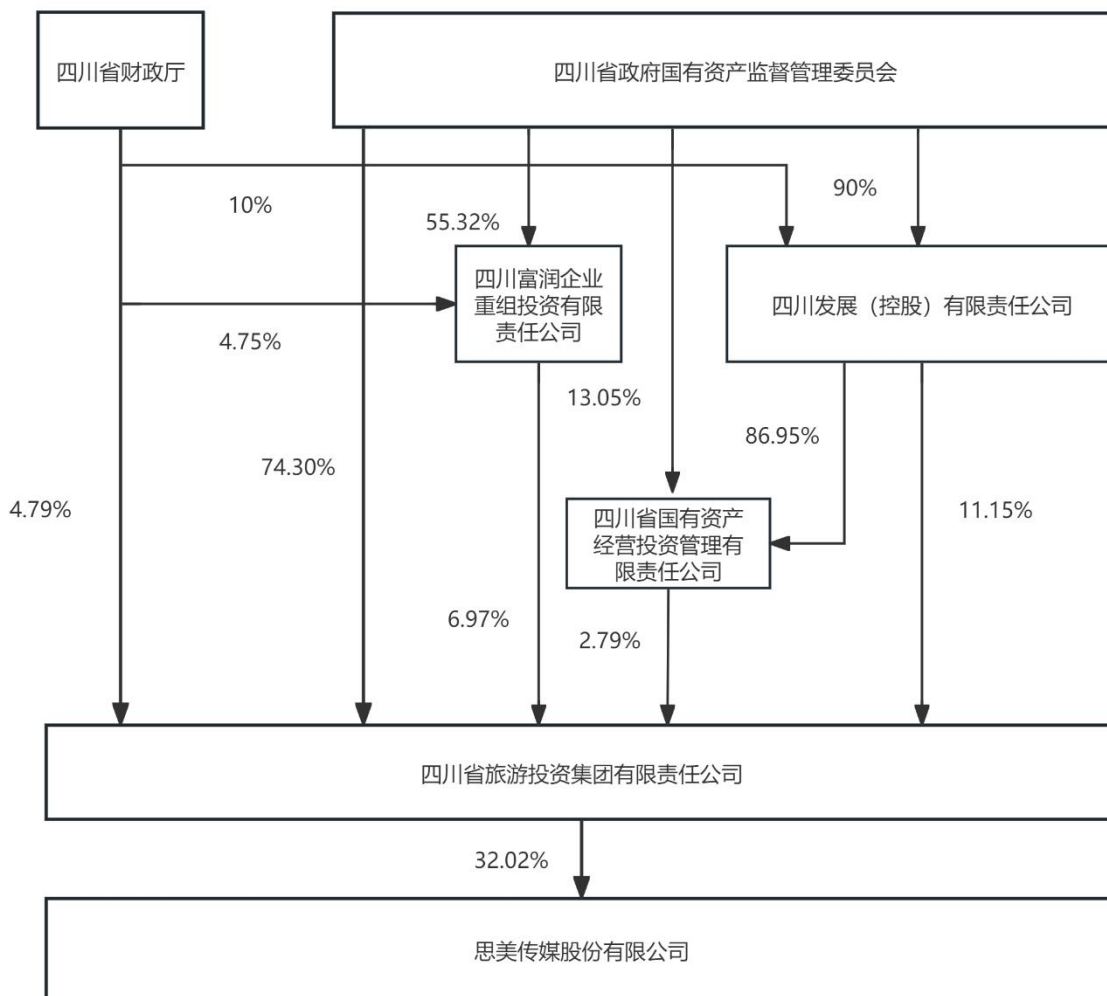 四川省财政厅
四川省政府国有资产监督管理委员会
10%
90%
55.32%
四川富润企业
重组投资有限
责任公司
四川发展（控股）有限责任公司
4.75%
13.05%
86.95%
74.30%
4.79%
11.15%
四川省国有资产
经营投资管理有
限责任公司
6.97%
2.79%
四川省旅游投资集团有限责任公司
32.02%
思美传媒股份有限公司